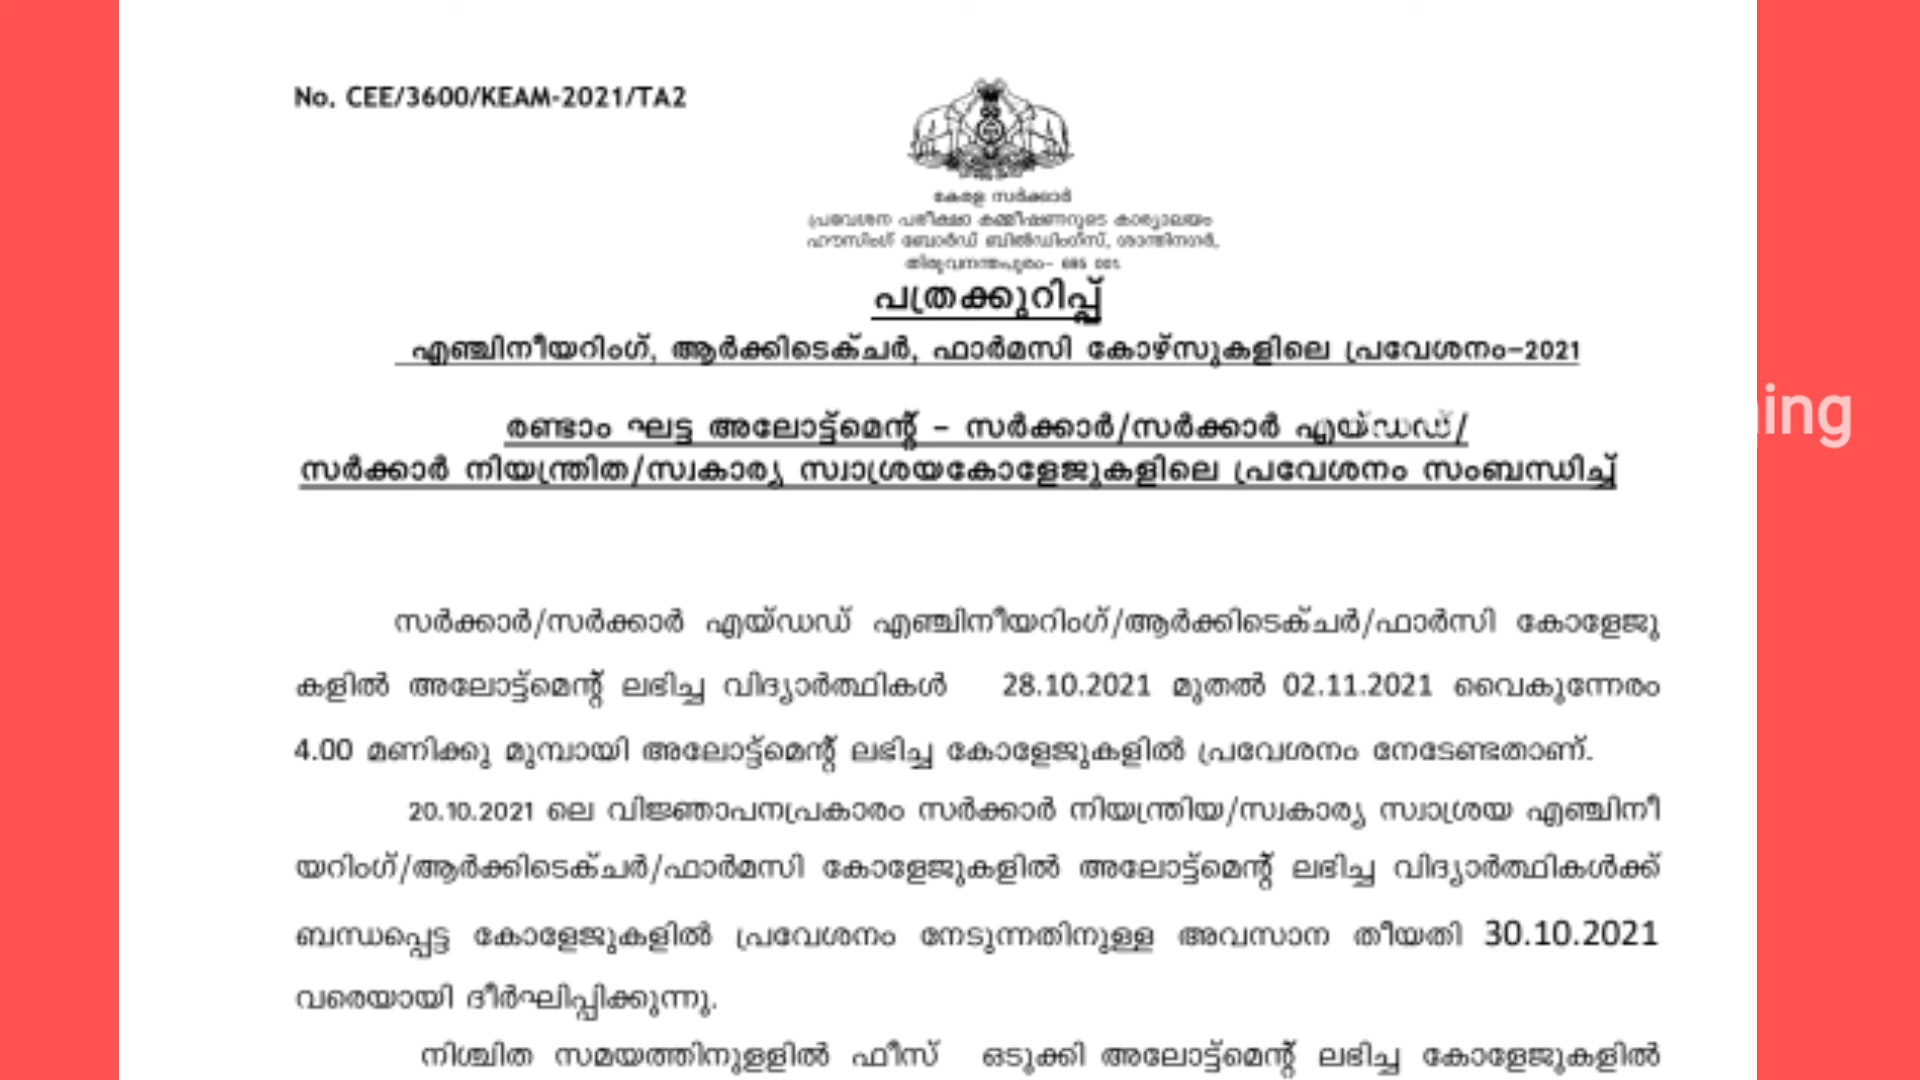 No. CEE/3600/KEAM-2021/TA2
കേരള സർക്കാർ
പ്രവേശന പരീക്ഷാ കമ്മീഷണറുടെ കാര്യാലയം
ഹൗസിംഗ് ബോർഡ് ബിൽഡിംഗ്സ്, ശാന്തിനഗർ,
തിരുവനന്തപുരം- 695 001
പത്രക്കുറിപ്പ്
എഞ്ചിനീയറിംഗ്, ആർക്കിടെക്ചർ, ഫാർമസി കോഴ്സുകളിലെ പ്രവേശനം-2021
രണ്ടാം ഘട്ട അലോട്ട്മെന്റ് - സർക്കാർ/സർക്കാർ എയ്ഡഡ്/
സർക്കാർ നിയന്ത്രിത/സ്വകാര്യ സ്വാശ്രയകോളേജുകളിലെ പ്രവേശനം സംബന്ധിച്ച്
ing
സർക്കാർ/സർക്കാർ എയ്ഡഡ് എഞ്ചിനീയറിംഗ്/ആർക്കിടെക്ചർ/ഫാർസി കോളേജു
കളിൽ അലോട്ട്മെന്റ് ലഭിച്ച വിദ്യാർത്ഥികൾ 28.10.2021 മുതൽ 02.11.2021 വൈകുന്നേരം
4.00 മണിക്കു മുമ്പായി അലോട്ട്മെന്റ് ലഭിച്ച കോളേജുകളിൽ പ്രവേശനം നേടേണ്ടതാണ്.
20.10.2021 ലെ വിജ്ഞാപനപ്രകാരം സർക്കാർ നിയന്ത്രിയ/സ്വകാര്യ സ്വാശ്രയ എഞ്ചിനീ
യറിംഗ്/ആർക്കിടെക്ചർ/ഫാർമസി കോളേജുകളിൽ അലോട്ട്മെന്റ് ലഭിച്ച വിദ്യാർത്ഥികൾക്ക്
ബന്ധപ്പെട്ട കോളേജുകളിൽ പ്രവേശനം നേടുന്നതിനുള്ള അവസാന തീയതി 30.10.2021
വരെയായി ദീർഘിപ്പിക്കുന്നു.
നിശ്ചിത സമയത്തിനുളളിൽ ഫീസ് ഒടുക്കി അലോട്ട്മെന്റ് ലഭിച്ച കോളേജുകളിൽ